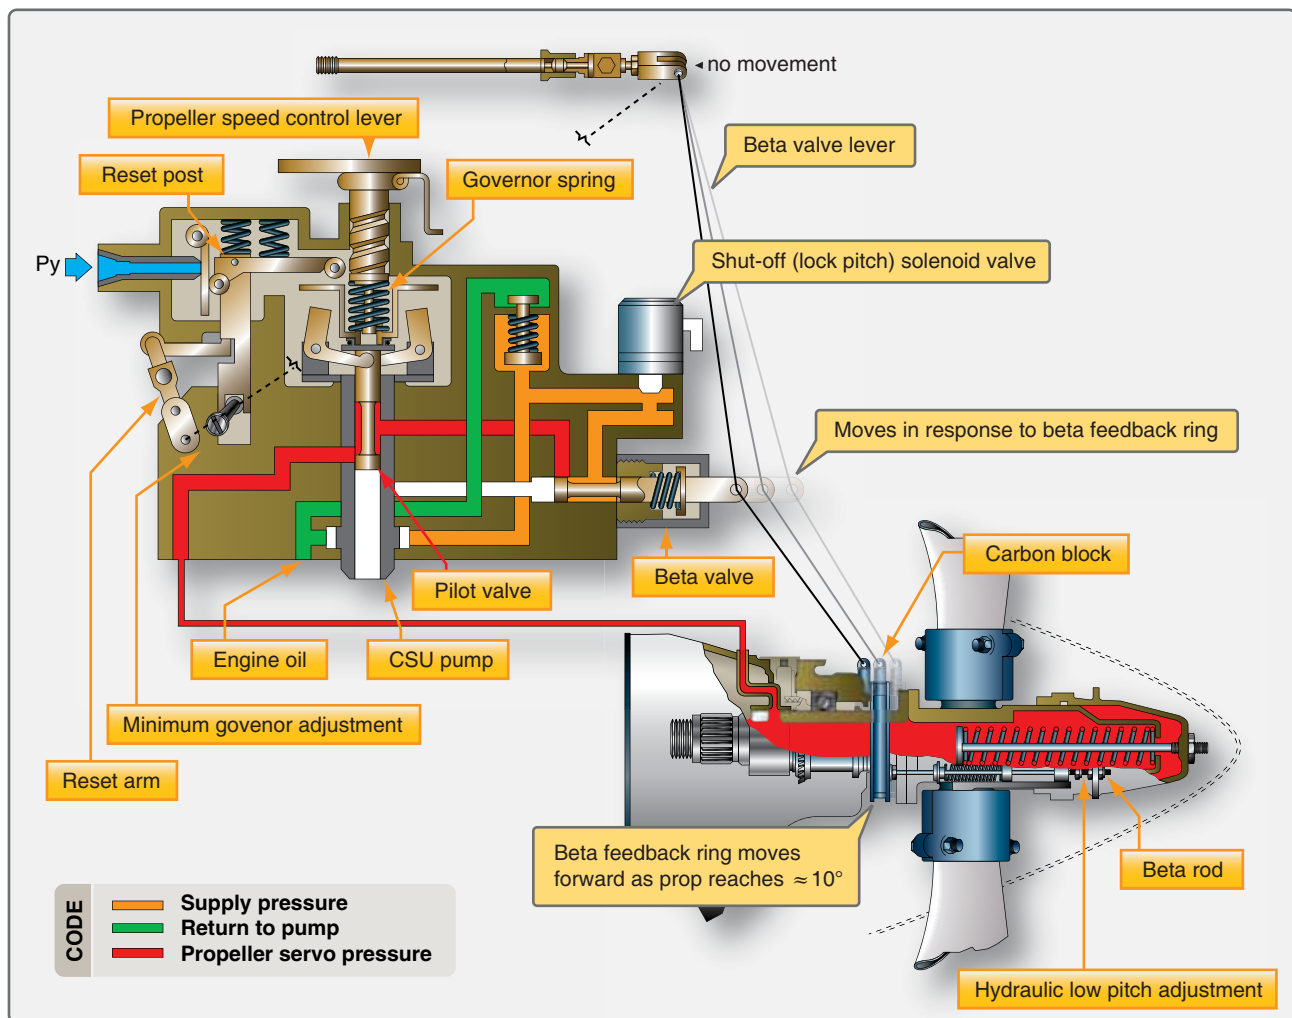 no movement
Propeller speed control lever
Beta valve lever
Reset post
Governor spring
Py
Shut-off (lock pitch) solenoid valve
Moves in response to beta feedback ring
Carbon block
Beta valve
Pilot valve
Engine oil
CSU pump
Minimum govenor adjustment
Reset arm
Beta feedback ring moves
forward as prop reaches ≈10°
Beta rod
Hydraulic low pitch adjustment
CODE
Supply pressure
Return to pump
Propeller servo pressure